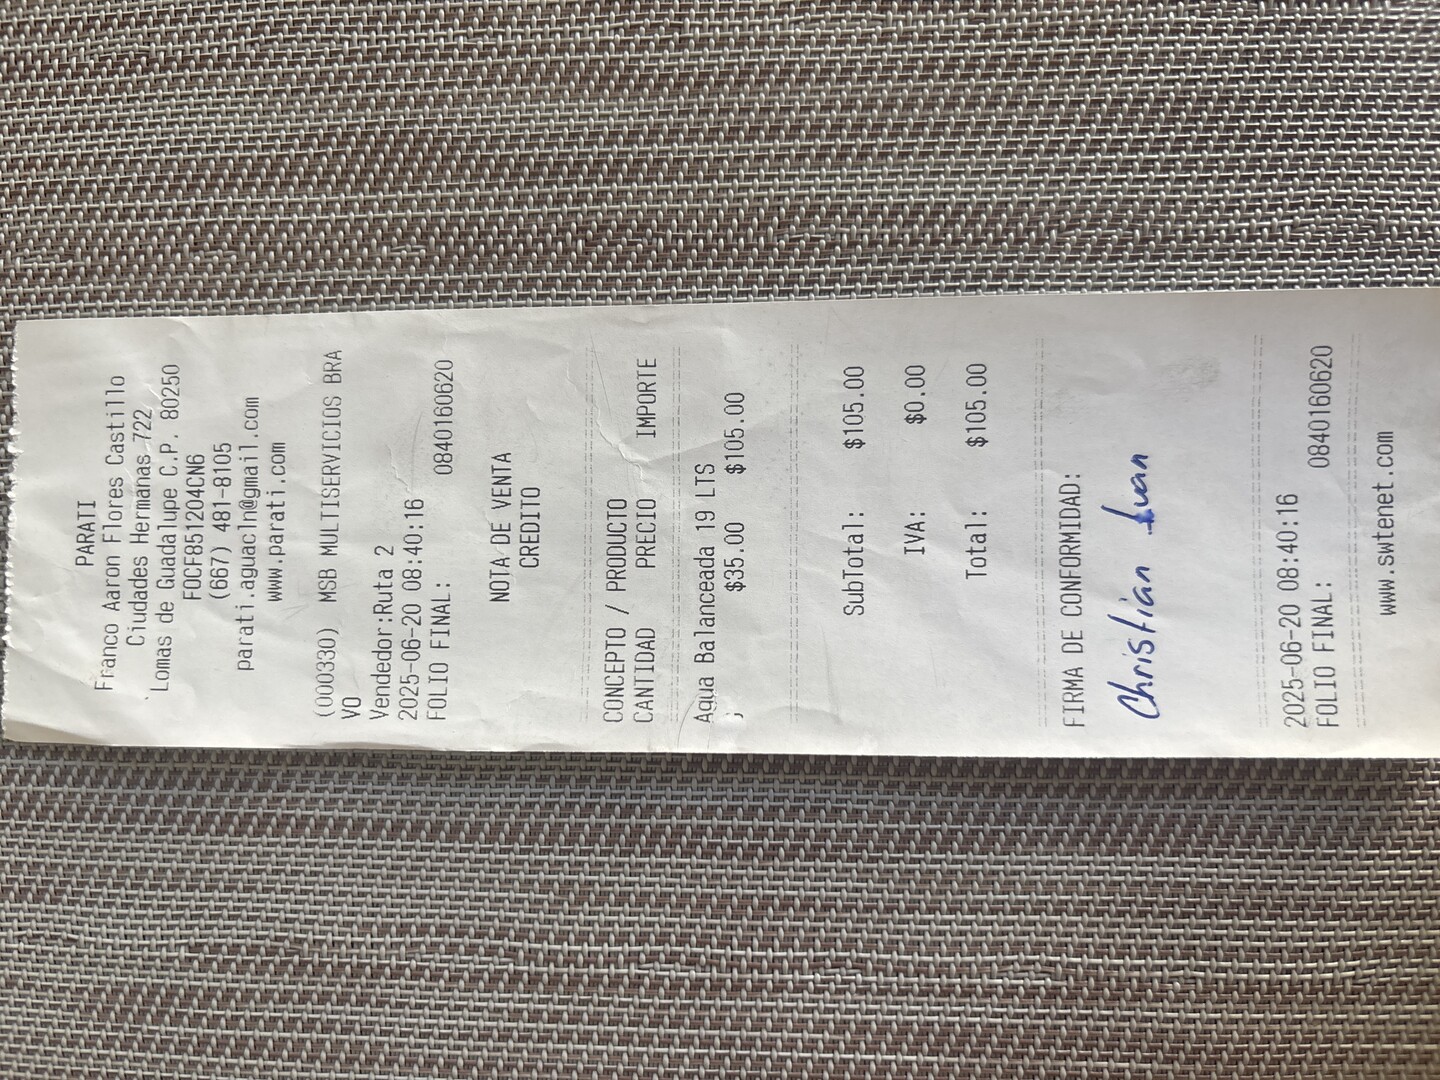 PARATI
Franco Aaron Flores Castillo
Ciudades Hermanas 722
Lomas de Guadalupe C.P. 80250
FOCF851204CN6
(667) 481-8105
parati.aguacln@gmail.com
www.parati.com
(000330) MSB MULTISERVICIOS BRA
VO
Vendedor:Ruta 2
2025-06-20 08:40:16
FOLIO FINAL: 0840160620
NOTA DE VENTA
CREDITO
CONCEPTO / PRODUCTO
CANTIDAD PRECIO IMPORTE
Agua Balanceada 19 LTS
; $35.00 $105.00
SubTotal: $105.00
IVA: $0.00
Total: $105.00
FIRMA DE CONFORMIDAD:
Christian Ivan
2025-06-20 08:40:16
FOLIO FINAL: 0840160620
www.swtenet.com